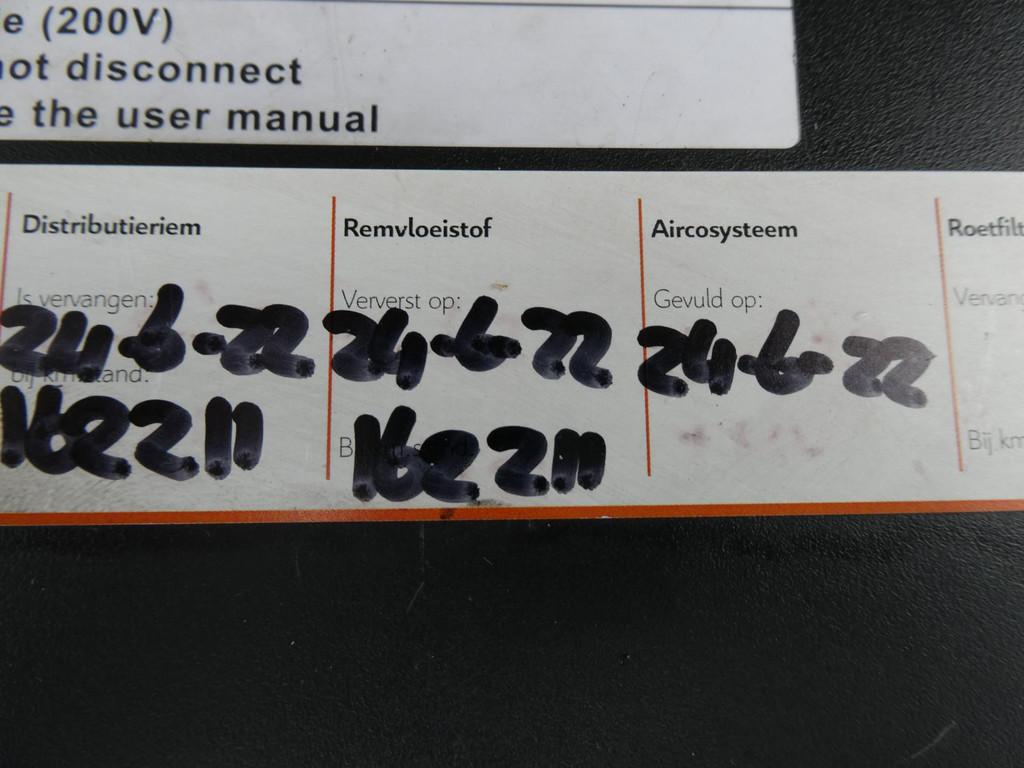 e (200V)
not disconnect
e the user manual
Distributieriem Remvloeistof Aircosysteem Roetfilt
Is vervangen: Ververst op: Gevuld op: Vervang
24-6-22 24-6-22 24-6-22
bij km.stand:
162211 162211 Bij km